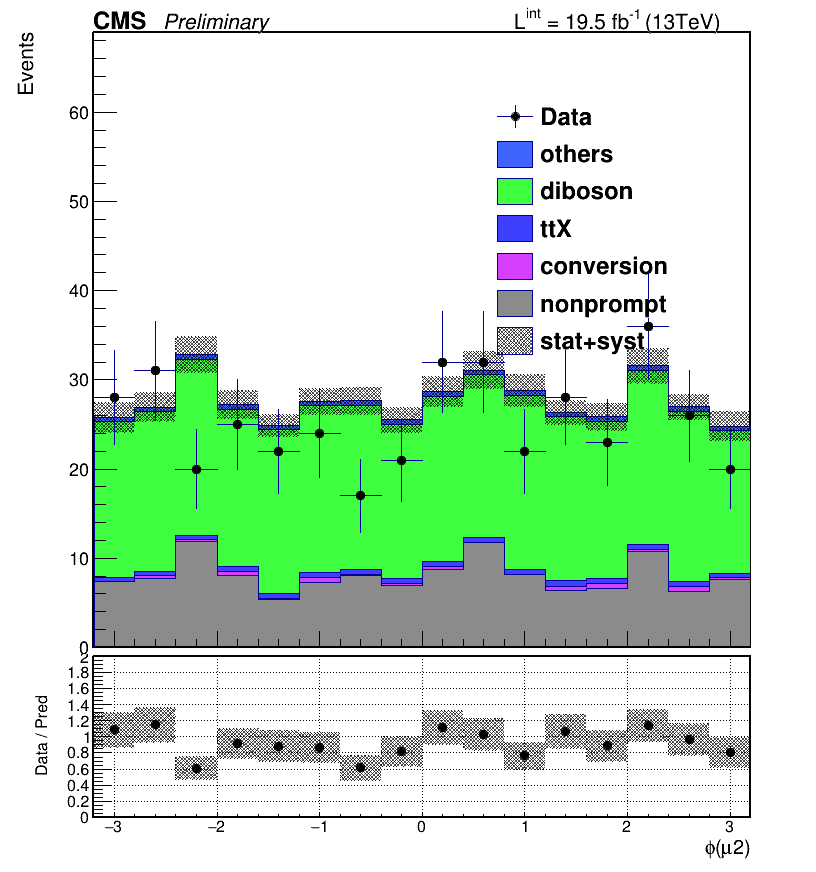 CMS Preliminary L^int = 19.5 fb^-1 (13TeV)
Events
60
50
40
30
20
10
0
Data
others
diboson
ttX
conversion
nonprompt
stat+syst
Data / Pred
2
1.8
1.6
1.4
1.2
1
0.8
0.6
0.4
0.2
0
−3 −2 −1 0 1 2 3
ϕ(μ2)